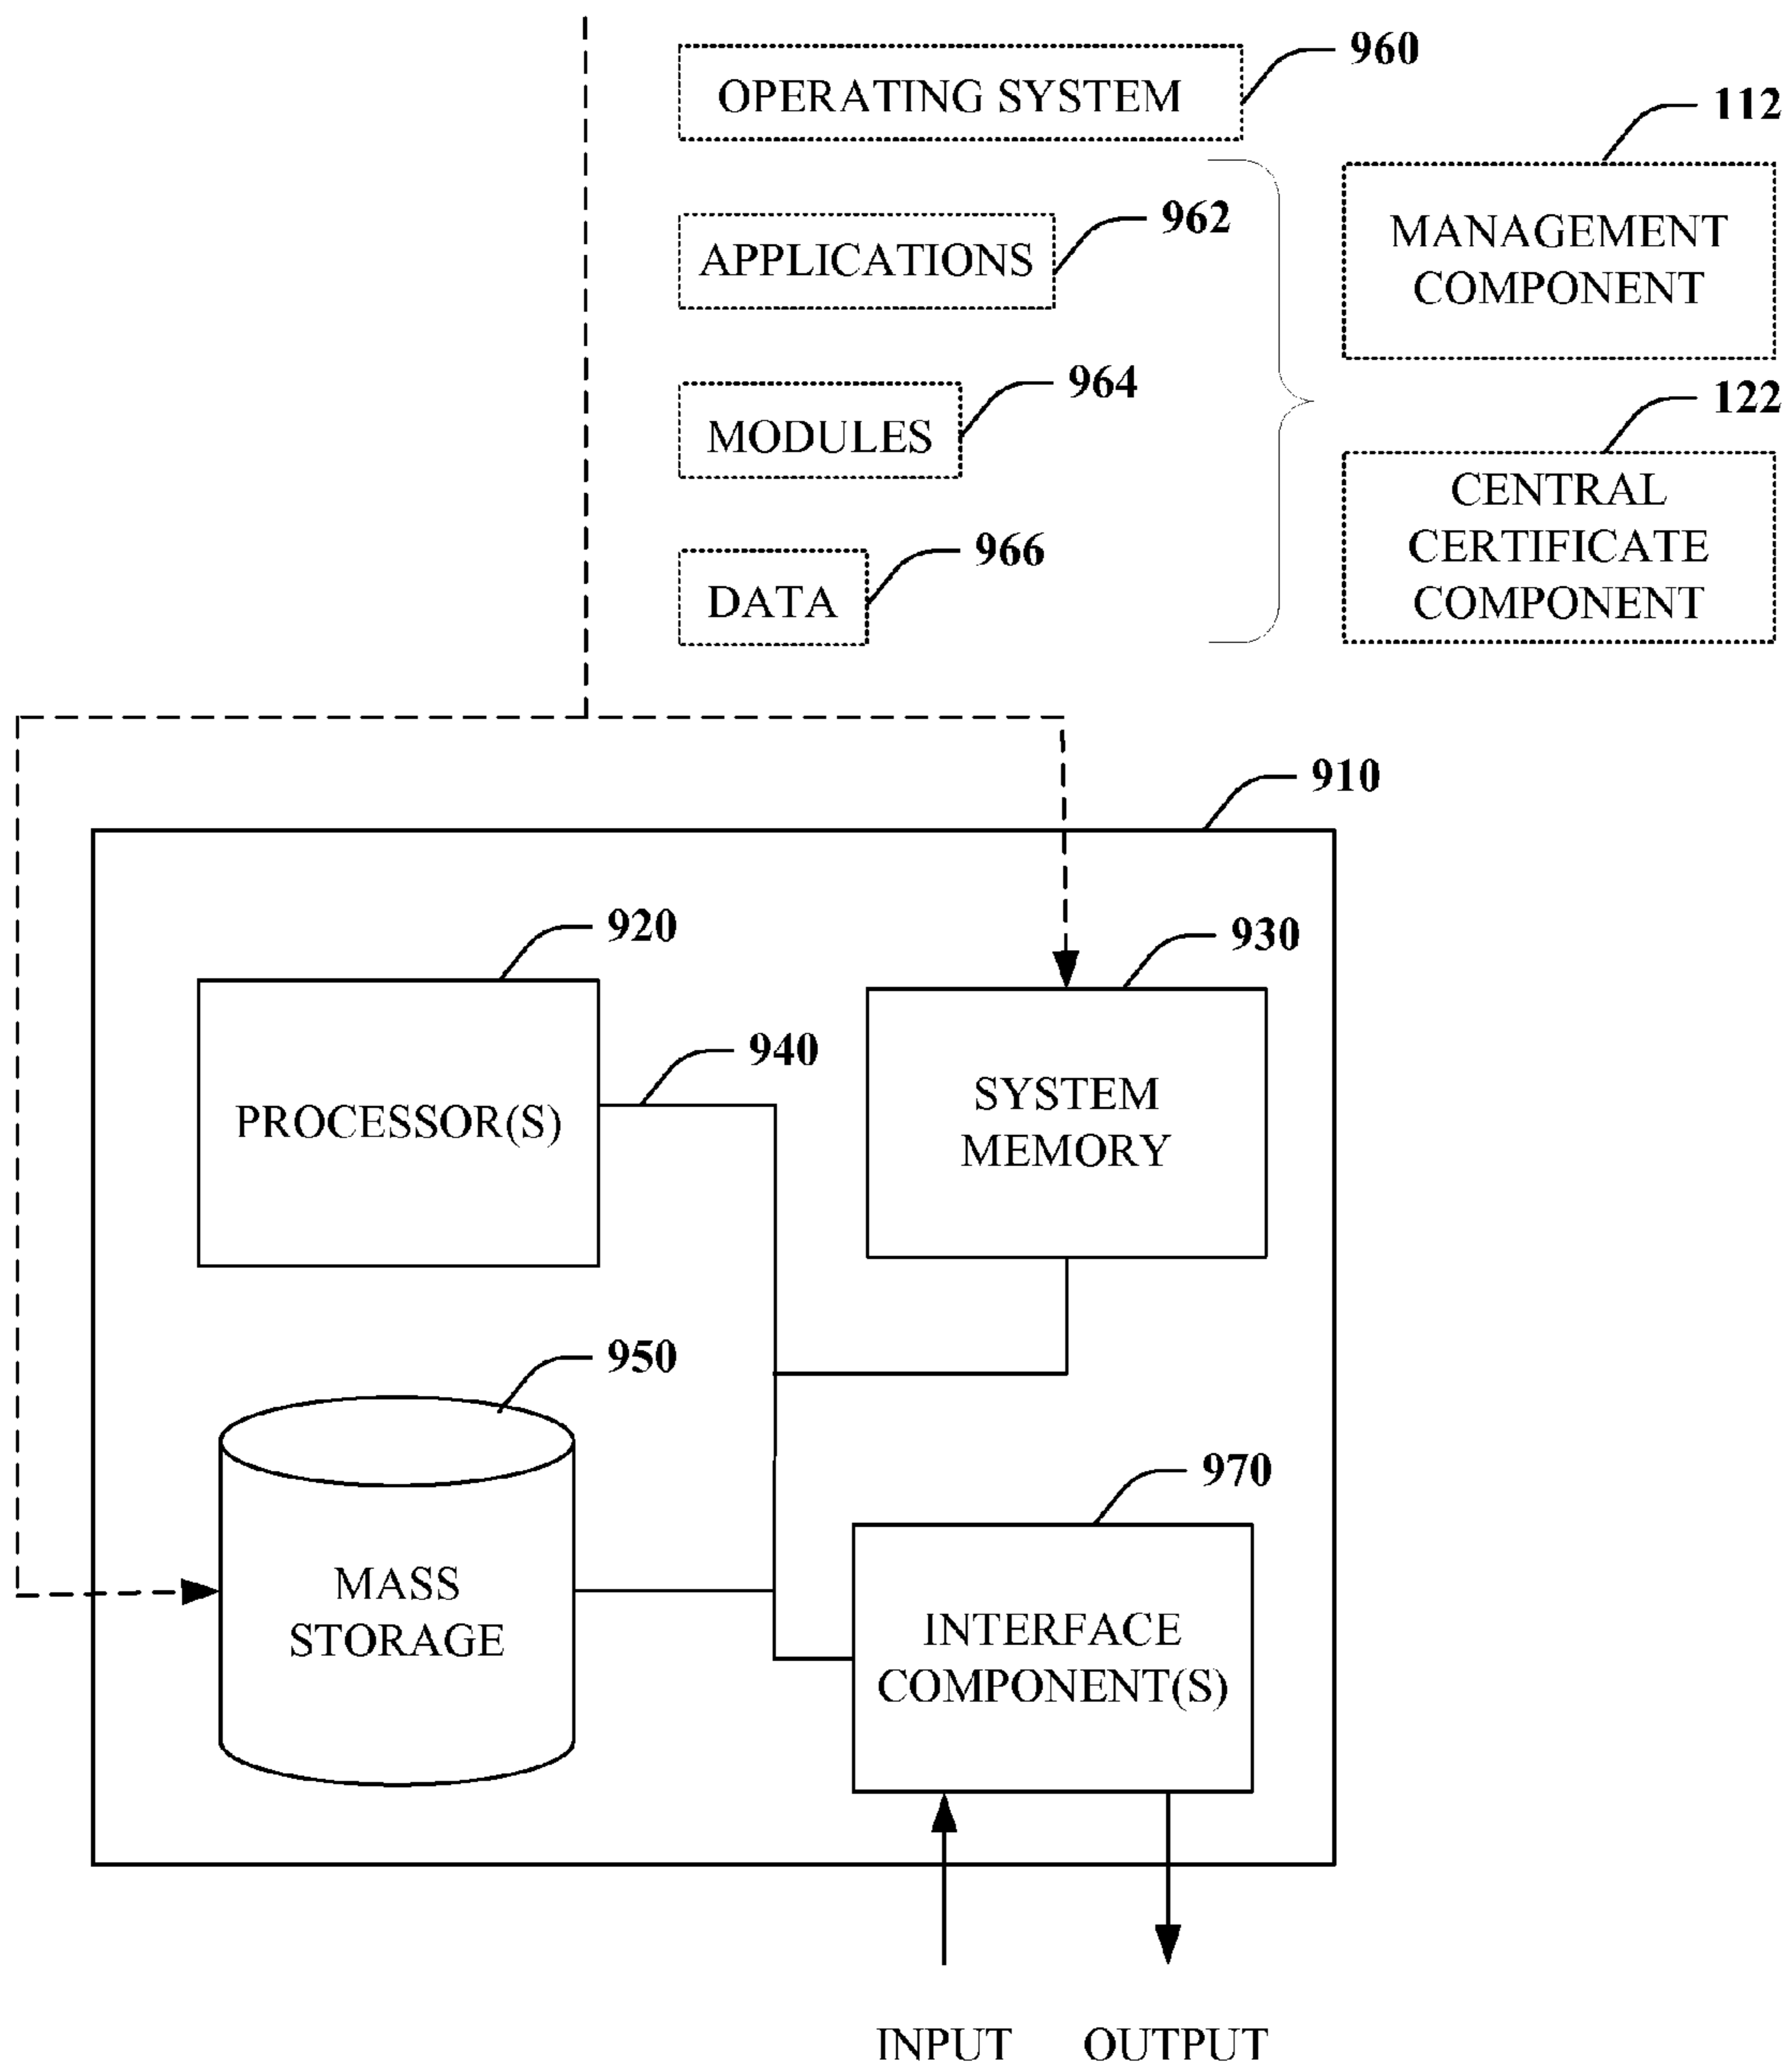 960
OPERATING SYSTEM
112
MANAGEMENT
COMPONENT
962
APPLICATIONS
964
MODULES
122
CENTRAL
CERTIFICATE
COMPONENT
966
DATA
910
920
PROCESSOR(S)
930
SYSTEM
MEMORY
940
950
MASS
STORAGE
970
INTERFACE
COMPONENT(S)
INPUT
OUTPUT